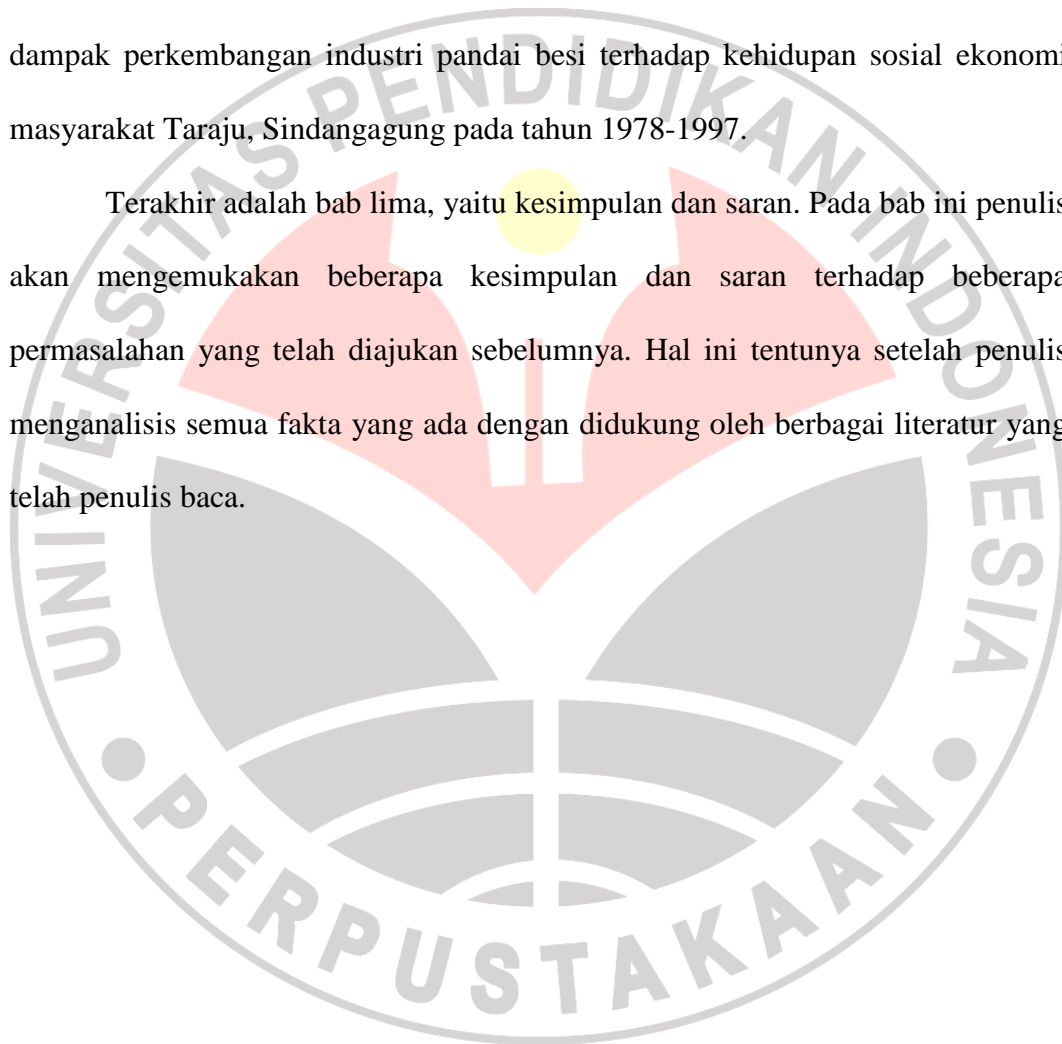 dampak perkembangan industri pandai besi terhadap kehidupan sosial ekonomi
masyarakat Taraju, Sindangagung pada tahun 1978-1997.
Terakhir adalah bab lima, yaitu kesimpulan dan saran. Pada bab ini penulis
akan mengemukakan beberapa kesimpulan dan saran terhadap beberapa
permasalahan yang telah diajukan sebelumnya. Hal ini tentunya setelah penulis
menganalisis semua fakta yang ada dengan didukung oleh berbagai literatur yang
telah penulis baca.
UNIVERSITAS PENDIDIKAN INDONESIA
PERPUSTAKAAN